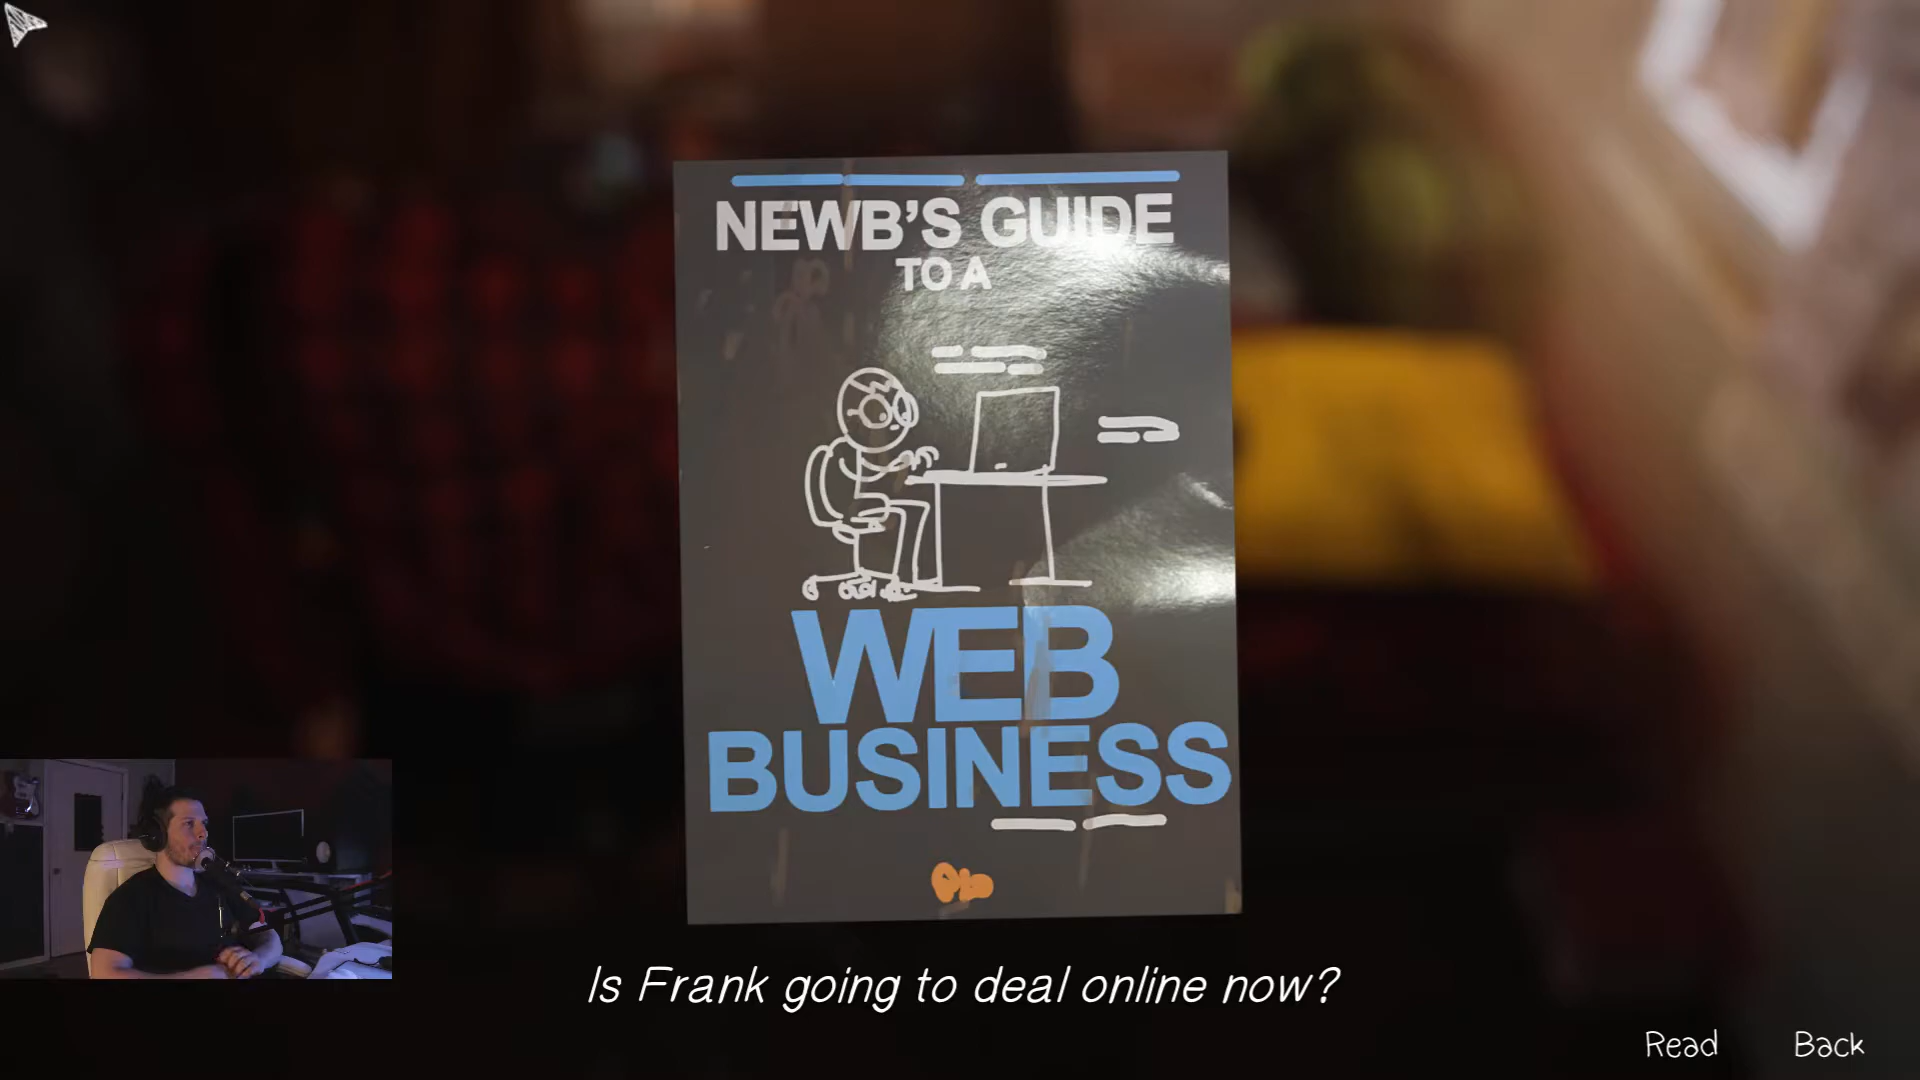 NEWB'S GUIDE
TO A
WEB
BUSINESS
Is Frank going to deal online now?
Read
Back